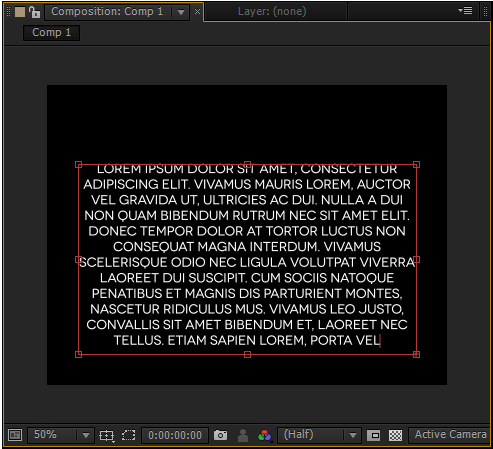 Composition: Comp 1
Layer: (none)
Comp 1
LOREM IPSUM DOLOR SIT AMET, CONSECTETUR
ADIPISCING ELIT. VIVAMUS MAURIS LOREM, AUCTOR
VEL GRAVIDA UT, ULTRICIES AC DUI. NULLA A DUI
NON QUAM BIBENDUM RUTRUM NEC SIT AMET ELIT.
DONEC TEMPOR DOLOR AT TORTOR LUCTUS NON
CONSEQUAT MAGNA INTERDUM. VIVAMUS
SCELERISQUE ODIO NEC LIGULA VOLUTPAT VIVERRA
LAOREET DUI SUSCIPIT. CUM SOCIIS NATOQUE
PENATIBUS ET MAGNIS DIS PARTURIENT MONTES,
NASCETUR RIDICULUS MUS. VIVAMUS LEO JUSTO,
CONVALLIS SIT AMET BIBENDUM ET, LAOREET NEC
TELLUS. ETIAM SAPIEN LOREM, PORTA VEL
50%
0:00:00:00
(Half)
Active Camera